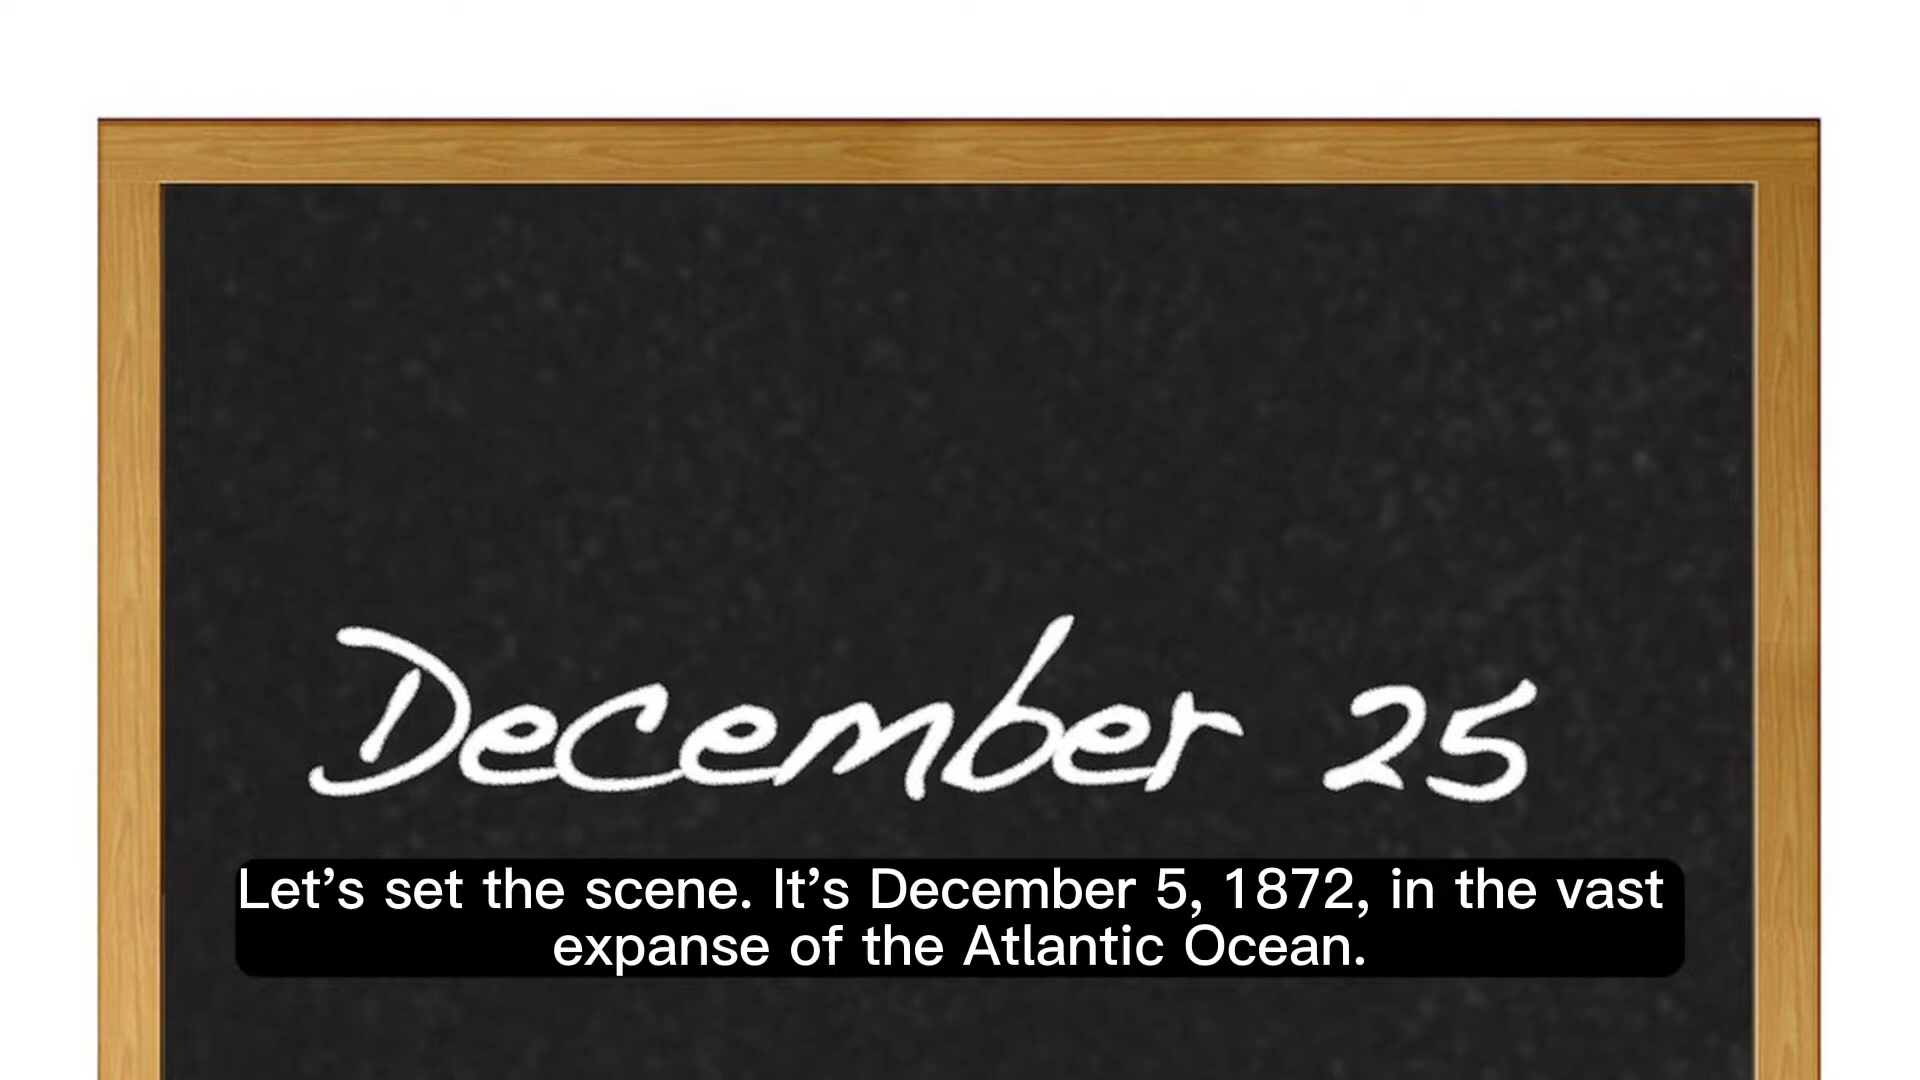 December 25
Let’s set the scene. It’s December 5, 1872, in the vast
expanse of the Atlantic Ocean.